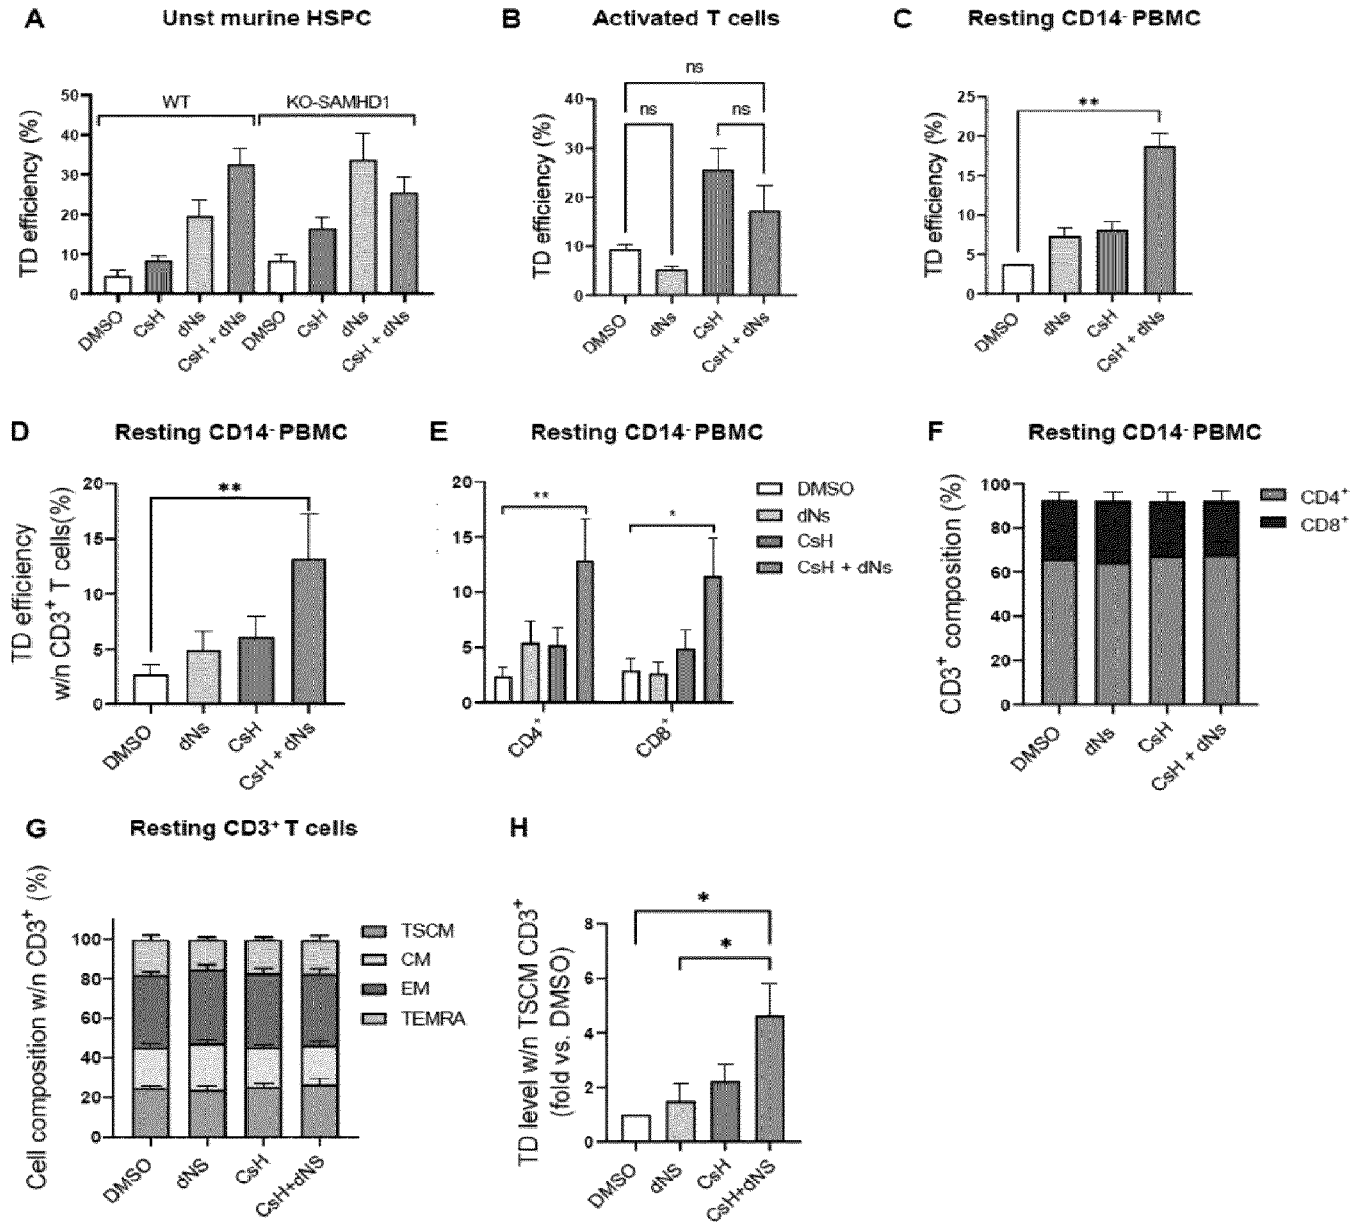 A Unst murine HSPC
TD efficiency (%)
50
40
30
20
10
0
WT
KO-SAMHD1
DMSO
CsH
dNs
CsH + dNs
DMSO
CsH
dNs
CsH + dNs
B Activated T cells
TD efficiency (%)
40
30
20
10
0
ns
ns
ns
DMSO
dNs
CsH
CsH + dNs
C Resting CD14- PBMC
TD efficiency (%)
25
20
15
10
5
0
**
DMSO
dNs
CsH
CsH + dNs
D Resting CD14- PBMC
TD efficiency
w/n CD3+ T cells(%)
20
15
10
5
0
**
DMSO
dNs
CsH
CsH + dNs
E Resting CD14- PBMC
20
15
10
5
0
**
*
CD4+
CD8+
DMSO
dNs
CsH
CsH + dNs
F Resting CD14- PBMC
CD3+ composition (%)
100
80
60
40
20
0
DMSO
dNs
CsH
CsH + dNs
CD4+
CD8+
G Resting CD3+ T cells
Cell composition w/n CD3+ (%)
100
80
60
40
20
0
DMSO
dNS
CsH
CsH+dNS
TSCM
CM
EM
TEMRA
H
TD level w/n TSCM CD3+
(fold vs. DMSO)
8
6
4
2
0
*
*
DMSO
dNS
CsH
CsH+dNS